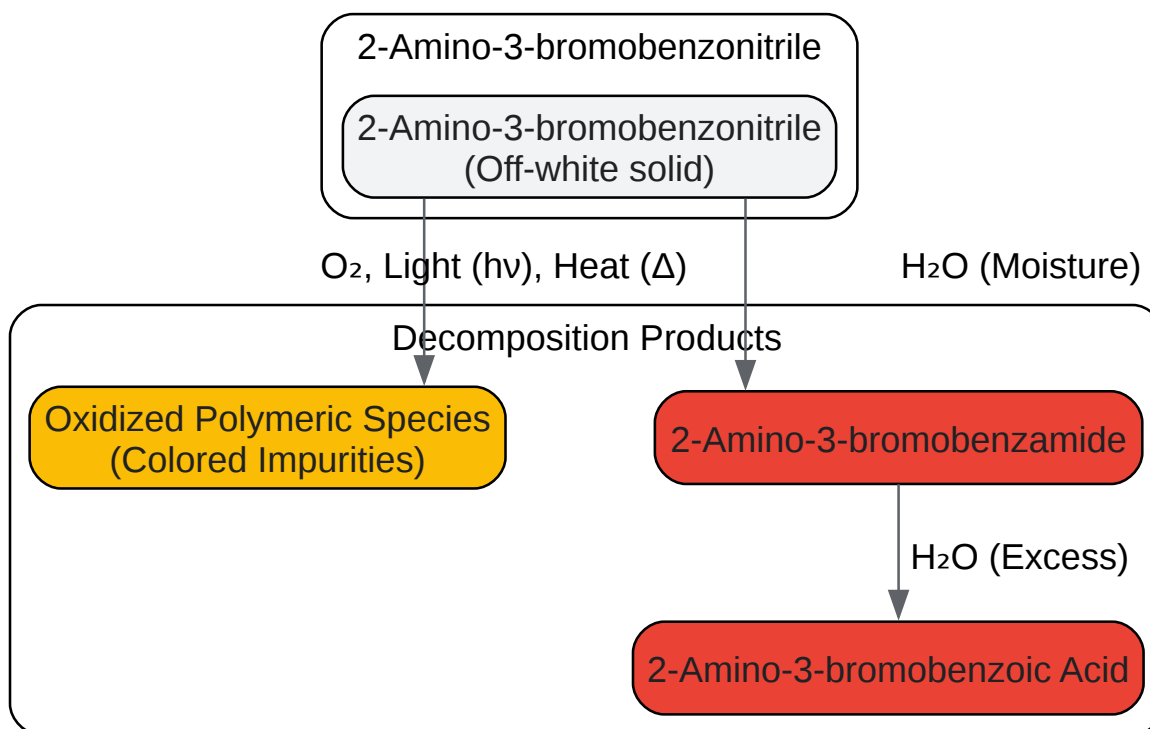 2-Amino-3-bromobenzonitrile
2-Amino-3-bromobenzonitrile
(Off-white solid)
O₂, Light (hν), Heat (Δ)
H₂O (Moisture)
Decomposition Products
Oxidized Polymeric Species
(Colored Impurities)
2-Amino-3-bromobenzamide
H₂O (Excess)
2-Amino-3-bromobenzoic Acid